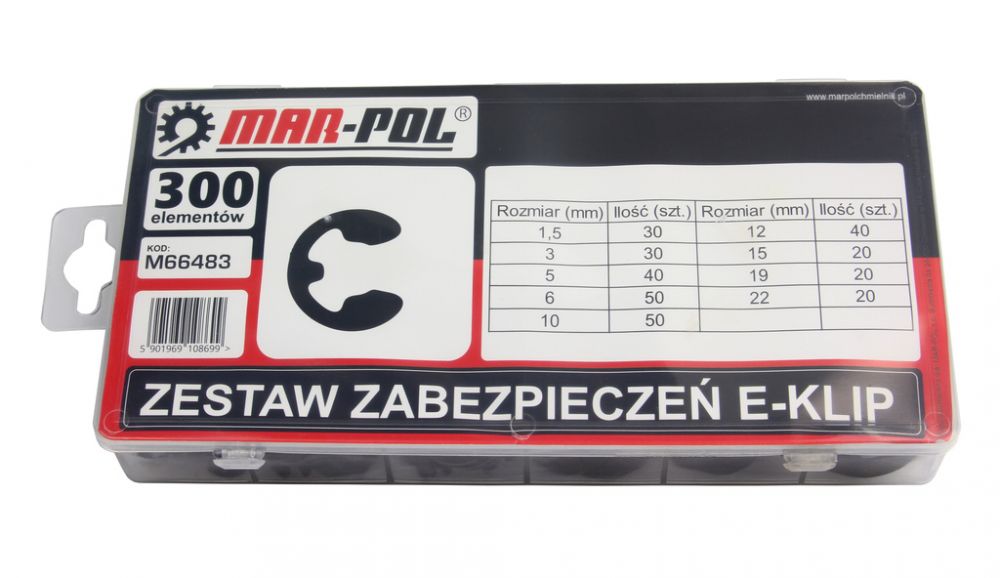 www.marpolchmielnik.pl
MAR-POL®
300
elementów
KOD:
M66483
5 901969 108699 >
Rozmiar (mm) Ilość (szt.) Rozmiar (mm) Ilość (szt.)
1,5 30 12 40
3 30 15 20
5 40 19 20
6 50 22 20
10 50
ZESTAW ZABEZPIECZEŃ E-KLIP